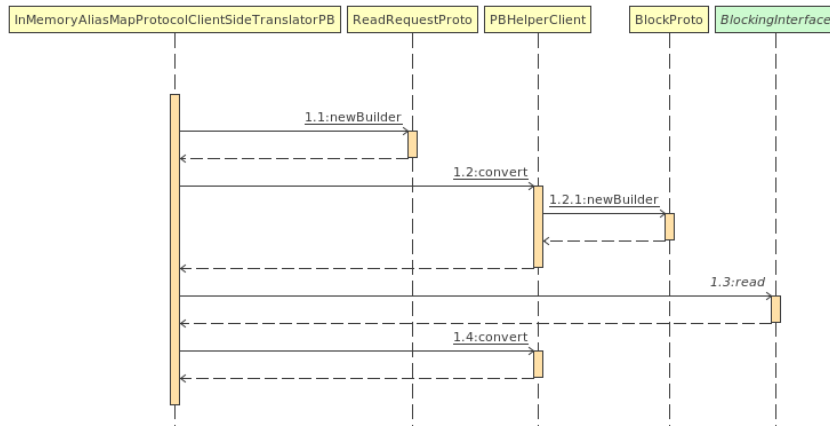 InMemoryAliasMapProtocolClientSideTranslatorPB ReadRequestProto PBHelperClient BlockProto BlockingInterface
1.1:newBuilder
1.2:convert
1.2.1:newBuilder
1.3:read
1.4:convert